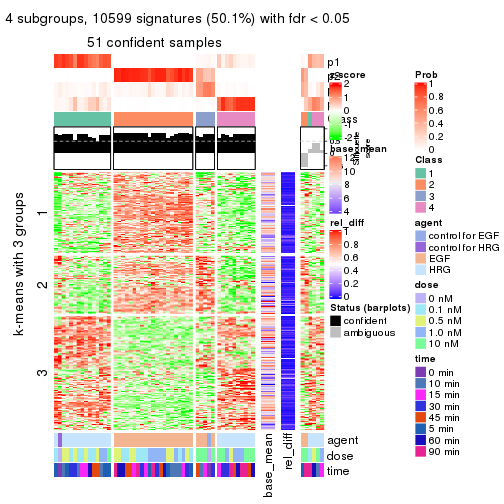 4 subgroups, 10599 signatures (50.1%) with fdr < 0.05
51 confident samples
p1
z-score
2
1
0
-1
-2
base_mean
12
10
8
6
4
rel_diff
1
0.8
0.6
0.4
0.2
0
Status (barplots)
confident
ambiguous
Prob
1
0.8
0.6
0.4
0.2
0
Class
1
2
3
4
agent
control for EGF
control for HRG
EGF
HRG
dose
0 nM
0.1 nM
0.5 nM
1.0 nM
10 nM
time
0 min
10 min
15 min
30 min
45 min
5 min
60 min
90 min
k-means with 3 groups
1
2
3
agent
dose
time
base_mean
rel_diff